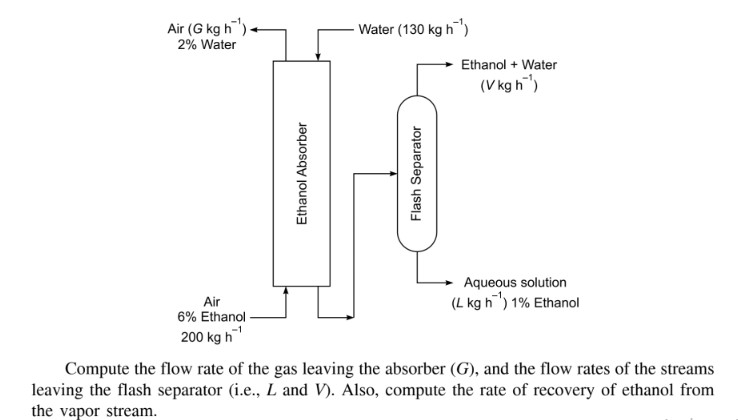 Air (G kg h⁻¹)
2% Water
Water (130 kg h⁻¹)
Ethanol + Water
(V kg h⁻¹)
Ethanol Absorber
Flash Separator
Air
6% Ethanol
200 kg h⁻¹
Aqueous solution
(L kg h⁻¹) 1% Ethanol
Compute the flow rate of the gas leaving the absorber (G), and the flow rates of the streams
leaving the flash separator (i.e., L and V). Also, compute the rate of recovery of ethanol from
the vapor stream.